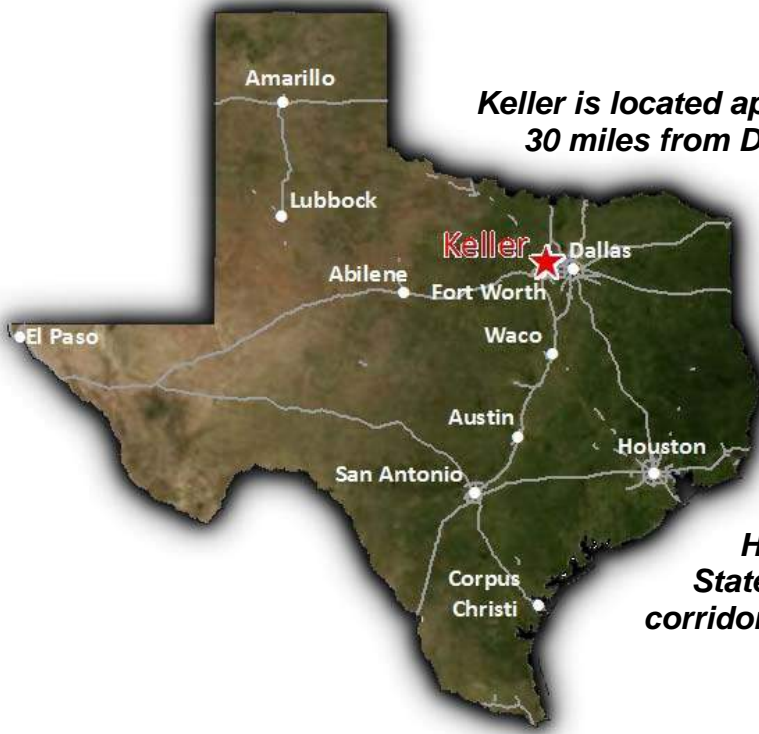 Amarillo
Keller is located ap
30 miles from D
Lubbock
Keller
Dallas
Abilene
Fort Worth
El Paso
Waco
Austin
Houston
San Antonio
H
State
corridor
Corpus
Christi